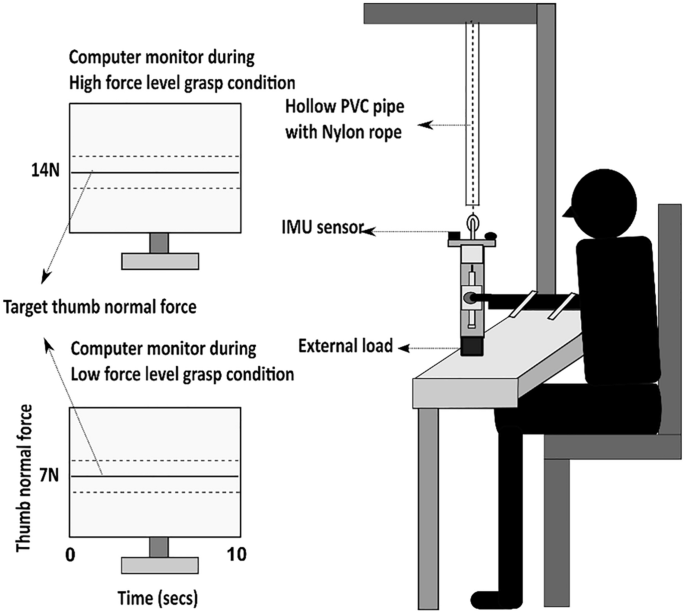 Computer monitor during
High force level grasp condition
14N
Target thumb normal force
Computer monitor during
Low force level grasp condition
Thumb normal force
7N
0
10
Time (secs)
Hollow PVC pipe
with Nylon rope
IMU sensor
External load